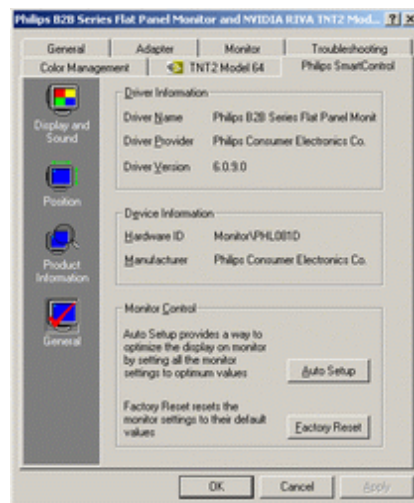 Philips B2B Series Flat Panel Monitor and NVIDIA RIVA TNT2 Mod...
General Adapter Monitor Troubleshooting
Color Management TNT2 Model 64 Philips SmartControl
Display and
Sound
Position
Product
Information
General
Driver Information
Driver Name Philips B2B Series Flat Panel Monit
Driver Provider Philips Consumer Electronics Co.
Driver Version 6.0.9.0
Device Information
Hardware ID Monitor\PHL081D
Manufacturer Philips Consumer Electronics Co.
Monitor Control
Auto Setup provides a way to
optimize the display on monitor
by setting all the monitor
settings to optimum values
Auto Setup
Factory Reset resets the
monitor settings to their default
values
Factory Reset
OK Cancel Apply